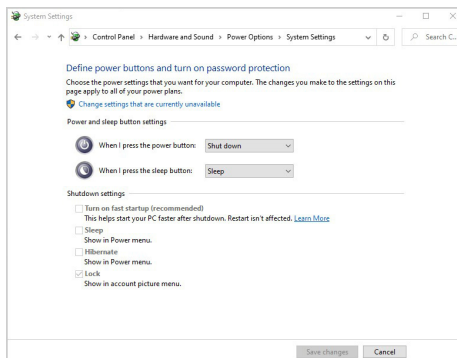 System Settings
Control Panel > Hardware and Sound > Power Options > System Settings
Search C...
Define power buttons and turn on password protection
Choose the power settings that you want for your computer. The changes you make to the settings on this
page apply to all of your power plans.
Change settings that are currently unavailable
Power and sleep button settings
When I press the power button: Shut down
When I press the sleep button: Sleep
Shutdown settings
Turn on fast startup (recommended)
This helps start your PC faster after shutdown. Restart isn't affected. Learn More
Sleep
Show in Power menu.
Hibernate
Show in Power menu.
Lock
Show in account picture menu.
Save changes Cancel